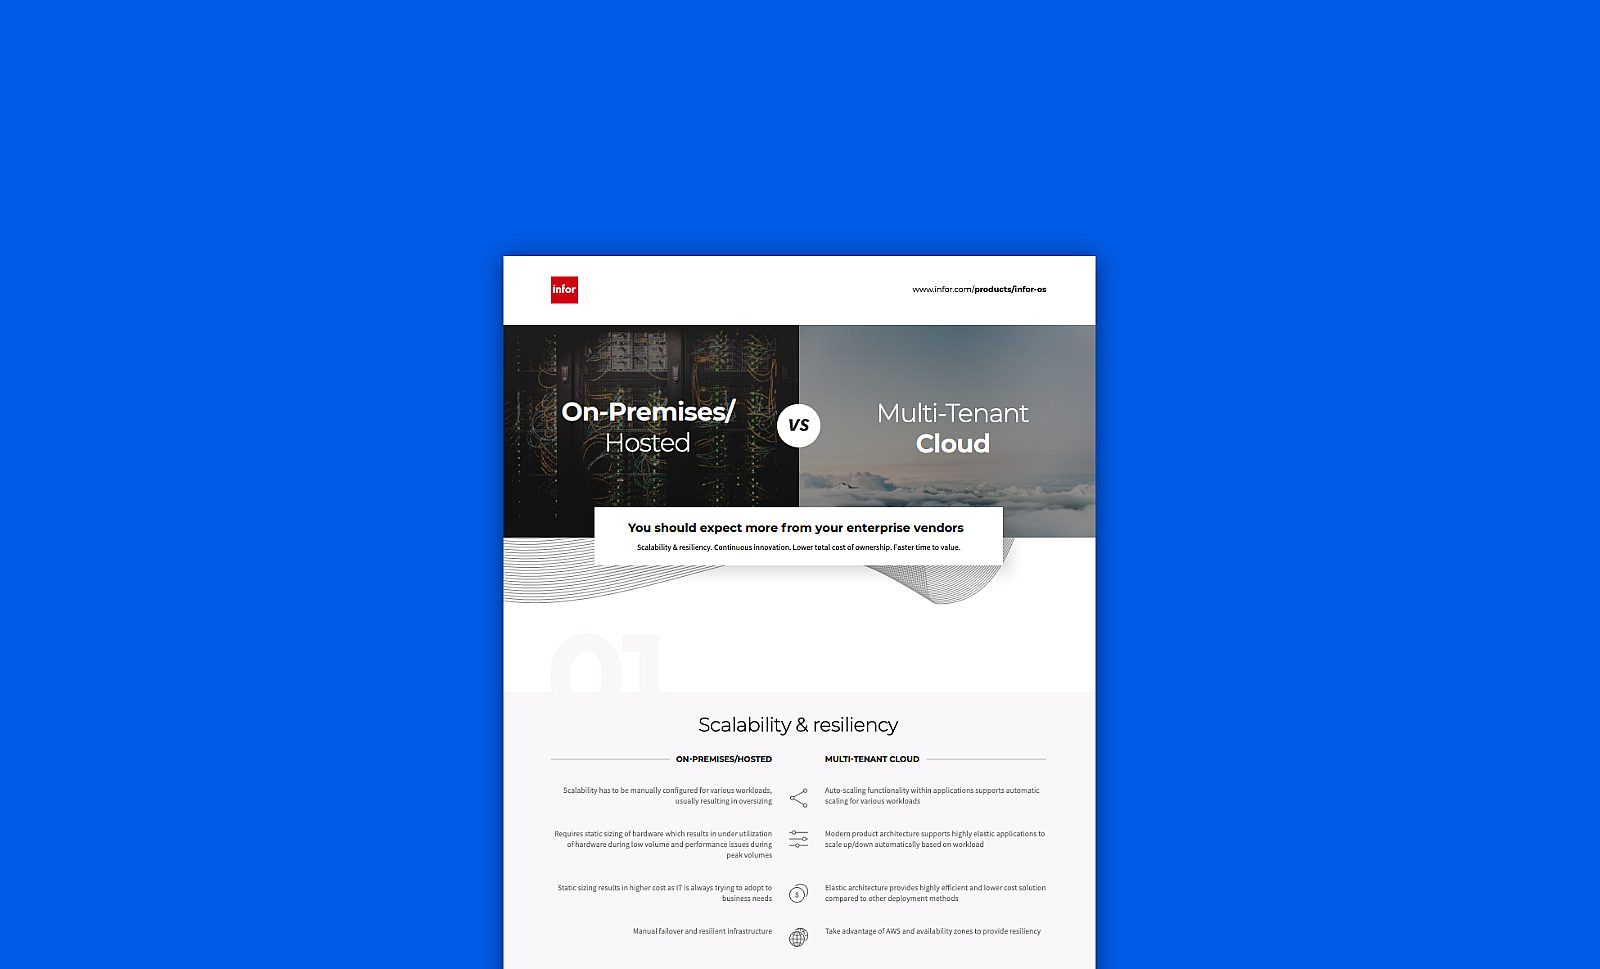 infor
www.infor.com/products/infor-os
On-Premises/
Hosted
VS
Multi-Tenant
Cloud
You should expect more from your enterprise vendors
Scalability & resiliency. Continuous innovation. Lower total cost of ownership. Faster time to value.
01
Scalability & resiliency
ON-PREMISES/HOSTED
MULTI-TENANT CLOUD
Scalability has to be manually configured for various workloads,
usually resulting in oversizing
Auto-scaling functionality within applications supports automatic
scaling for various workloads
Requires static sizing of hardware which results in under utilization
of hardware during low volume and performance issues during
peak volumes
Modern product architecture supports highly elastic applications to
scale up/down automatically based on workload
Static sizing results in higher cost as IT is always trying to adopt to
business needs
$
Elastic architecture provides highly efficient and lower cost solution
compared to other deployment methods
Manual failover and resilient infrastructure
Take advantage of AWS and availability zones to provide resiliency